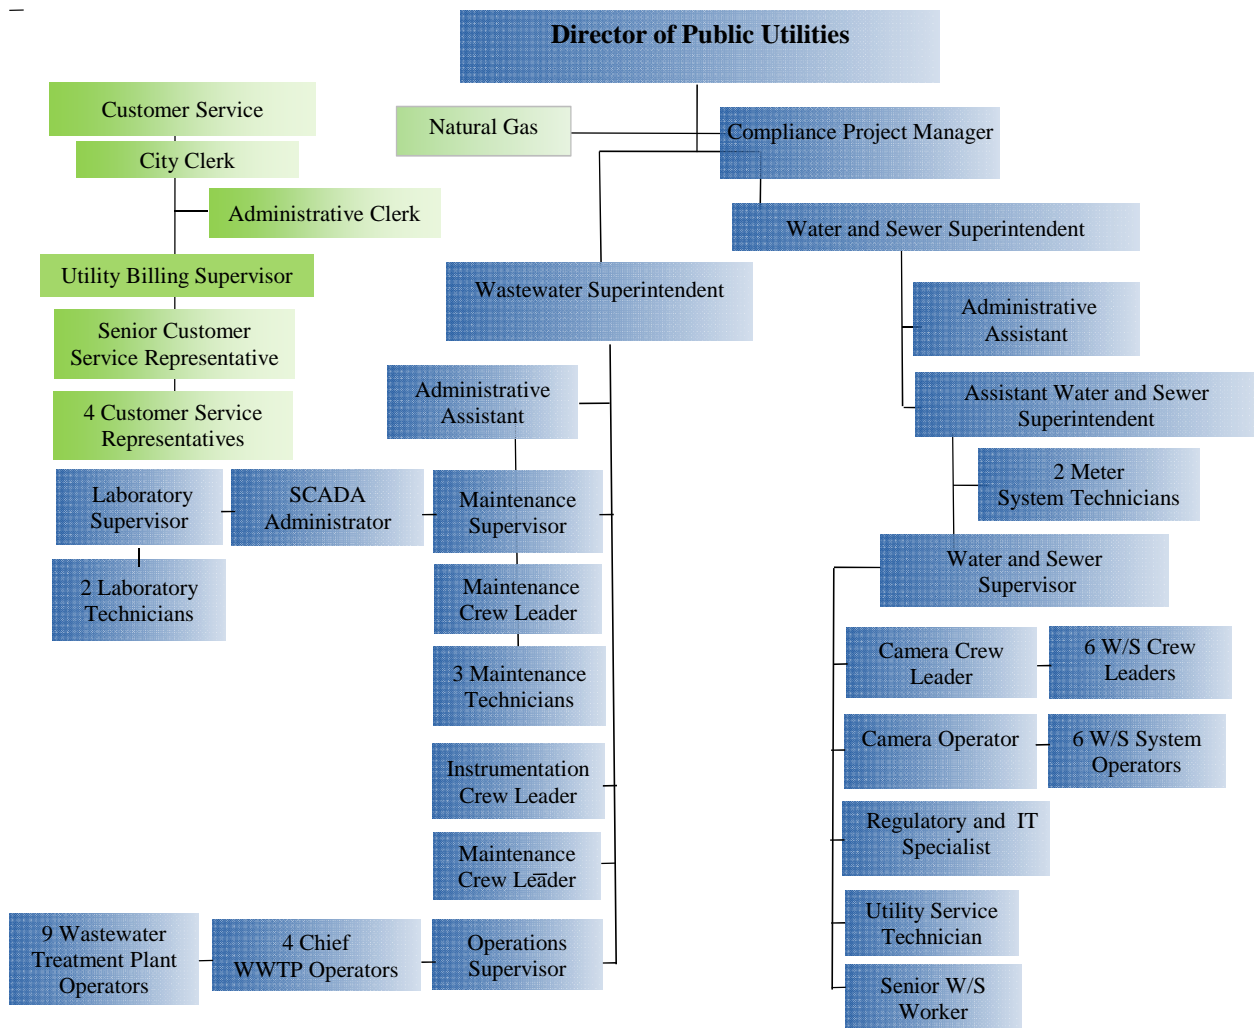 Director of Public Utilities
Customer Service
Natural Gas
Compliance Project Manager
City Clerk
Administrative Clerk
Water and Sewer Superintendent
Utility Billing Supervisor
Wastewater Superintendent
Administrative
Assistant
Senior Customer
Service Representative
Administrative
Assistant
Assistant Water and Sewer
Superintendent
4 Customer Service
Representatives
Laboratory
Supervisor
SCADA
Administrator
Maintenance
Supervisor
2 Meter
System Technicians
Water and Sewer
Supervisor
2 Laboratory
Technicians
Maintenance
Crew Leader
3 Maintenance
Technicians
Camera Crew
Leader
6 W/S Crew
Leaders
Instrumentation
Crew Leader
Camera Operator
6 W/S System
Operators
Maintenance
Crew Leader
Regulatory and IT
Specialist
9 Wastewater
Treatment Plant
Operators
4 Chief
WWTP Operators
Operations
Supervisor
Utility Service
Technician
Senior W/S
Worker